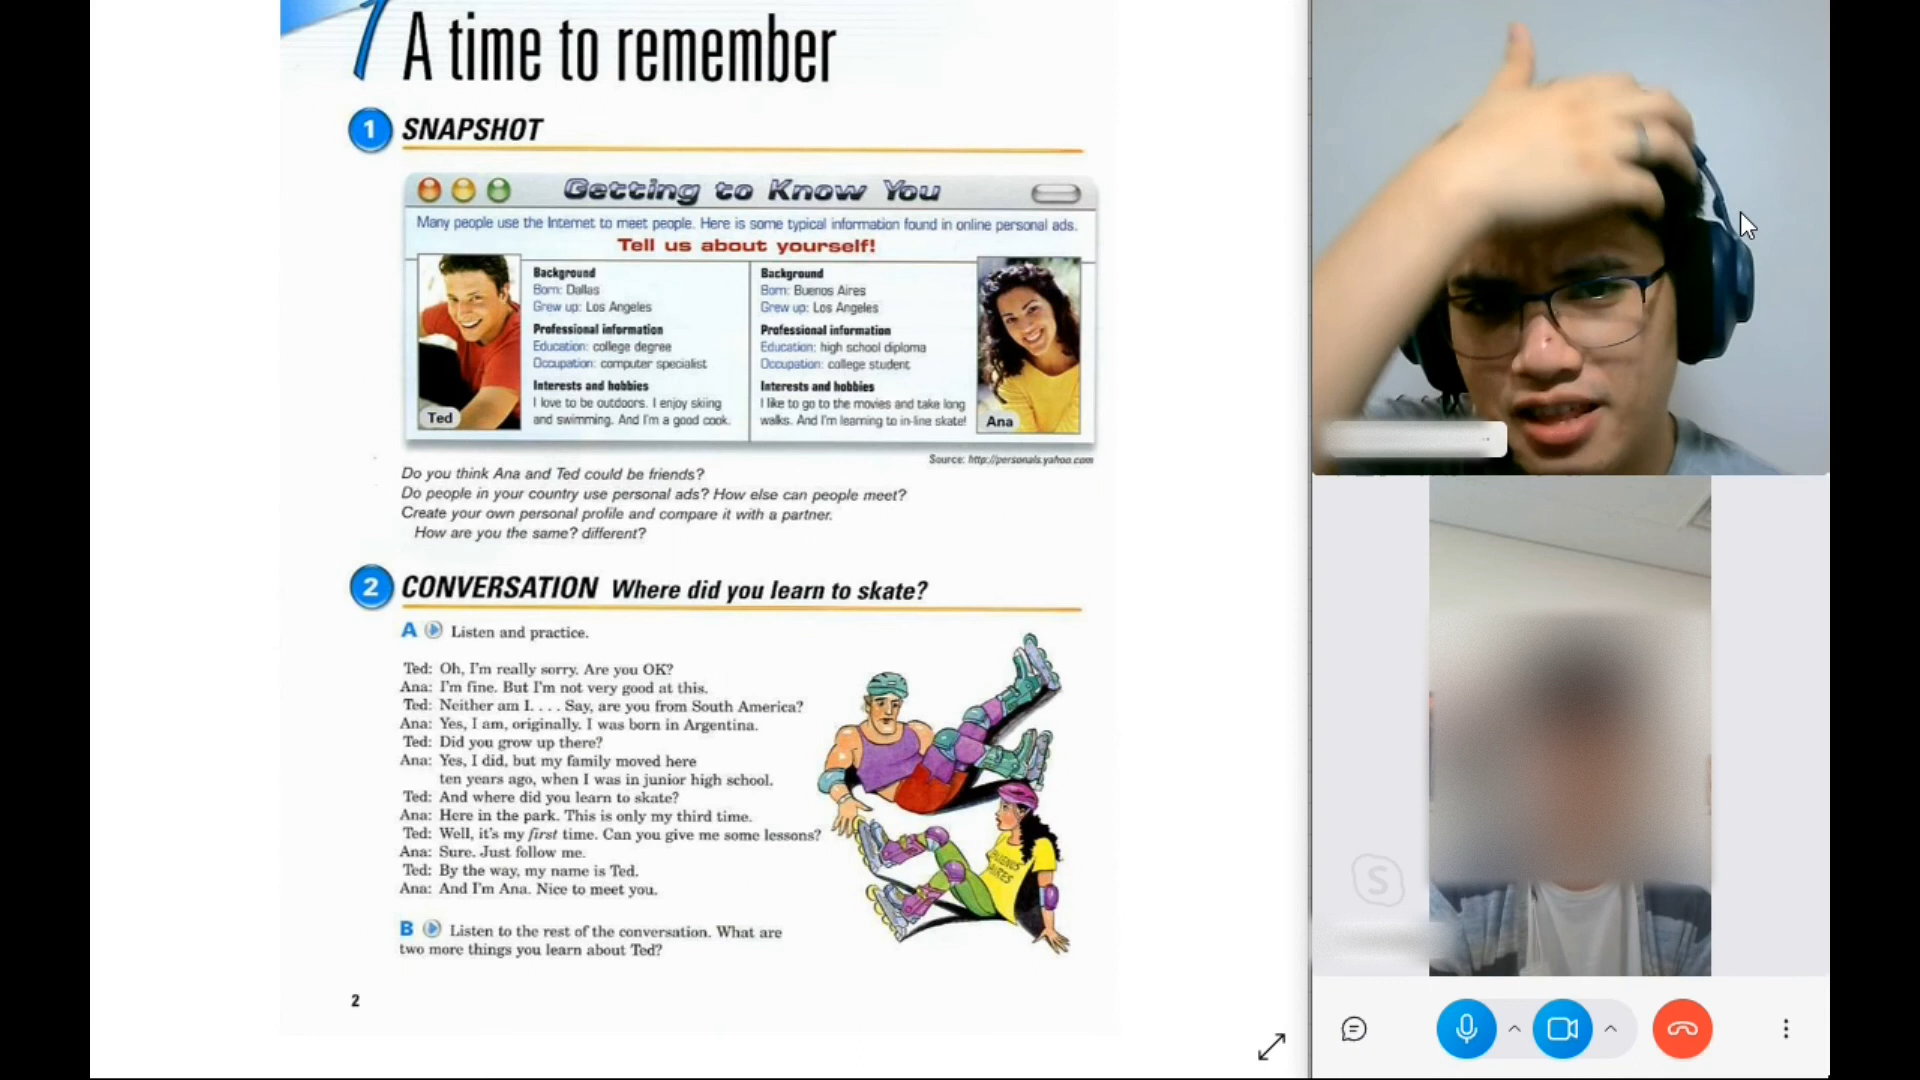 1 A time to remember
1 SNAPSHOT
Getting to Know You
Many people use the Internet to meet people. Here is some typical information found in online personal ads.
Tell us about yourself!
Background
Born: Dallas
Grew up: Los Angeles
Professional information
Education: college degree
Occupation: computer specialist
Interests and hobbies
I love to be outdoors. I enjoy skiing
and swimming. And I'm a good cook.
Ted
Background
Born: Buenos Aires
Grew up: Los Angeles
Professional information
Education: high school diploma
Occupation: college student
Interests and hobbies
I like to go to the movies and take long
walks. And I'm learning to in-line skate!
Ana
Source: http://personals.yahoo.com
Do you think Ana and Ted could be friends?
Do people in your country use personal ads? How else can people meet?
Create your own personal profile and compare it with a partner.
How are you the same? different?
2 CONVERSATION Where did you learn to skate?
A Listen and practice.
Ted: Oh, I'm really sorry. Are you OK?
Ana: I'm fine. But I'm not very good at this.
Ted: Neither am I. . . . Say, are you from South America?
Ana: Yes, I am, originally. I was born in Argentina.
Ted: Did you grow up there?
Ana: Yes, I did, but my family moved here
ten years ago, when I was in junior high school.
Ted: And where did you learn to skate?
Ana: Here in the park. This is only my third time.
Ted: Well, it's my first time. Can you give me some lessons?
Ana: Sure. Just follow me.
Ted: By the way, my name is Ted.
Ana: And I'm Ana. Nice to meet you.
BUENOS
AIRES
B Listen to the rest of the conversation. What are
two more things you learn about Ted?
2
S